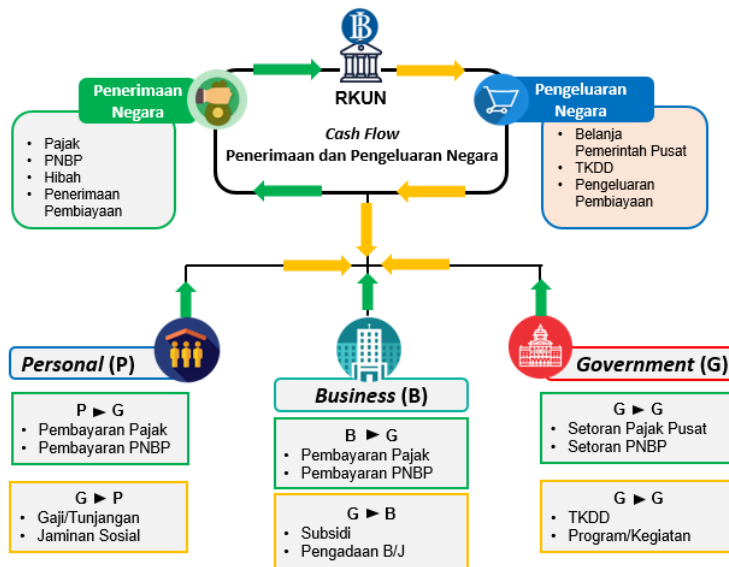 RKUN
Penerimaan
Negara
Pengeluaran
Negara
Cash Flow
Penerimaan dan Pengeluaran Negara
• Pajak
• PNBP
• Hibah
• Penerimaan
Pembiayaan
• Belanja
Pemerintah Pusat
• TKDD
• Pengeluaran
Pembiayaan
Personal (P)
Business (B)
Government (G)
P ► G
• Pembayaran Pajak
• Pembayaran PNBP
G ► P
• Gaji/Tunjangan
• Jaminan Sosial
B ► G
• Pembayaran Pajak
• Pembayaran PNBP
G ► B
• Subsidi
• Pengadaan B/J
G ► G
• Setoran Pajak Pusat
• Setoran PNBP
G ► G
• TKDD
• Program/Kegiatan